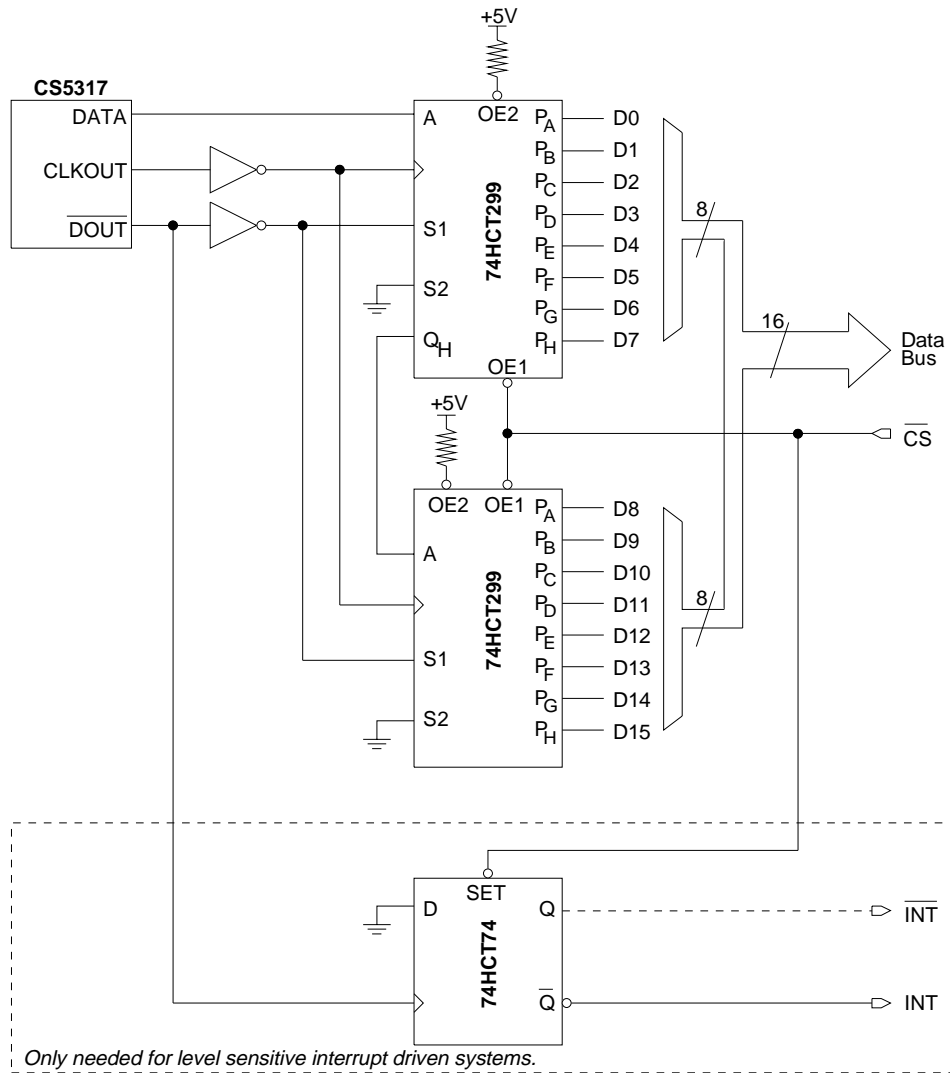 +5V
CS5317
DATA
CLKOUT
DOUT
A
OE2
S1
S2
QH
OE1
74HCT299
PA D0
PB D1
PC D2
PD D3
PE D4
PF D5
PG D6
PH D7
8
16
Data
Bus
CS
+5V
OE2 OE1
A
S1
S2
74HCT299
PA D8
PB D9
PC D10
PD D11
PE D12
PF D13
PG D14
PH D15
8
SET
D
Q
Q
74HCT74
INT
INT
Only needed for level sensitive interrupt driven systems.